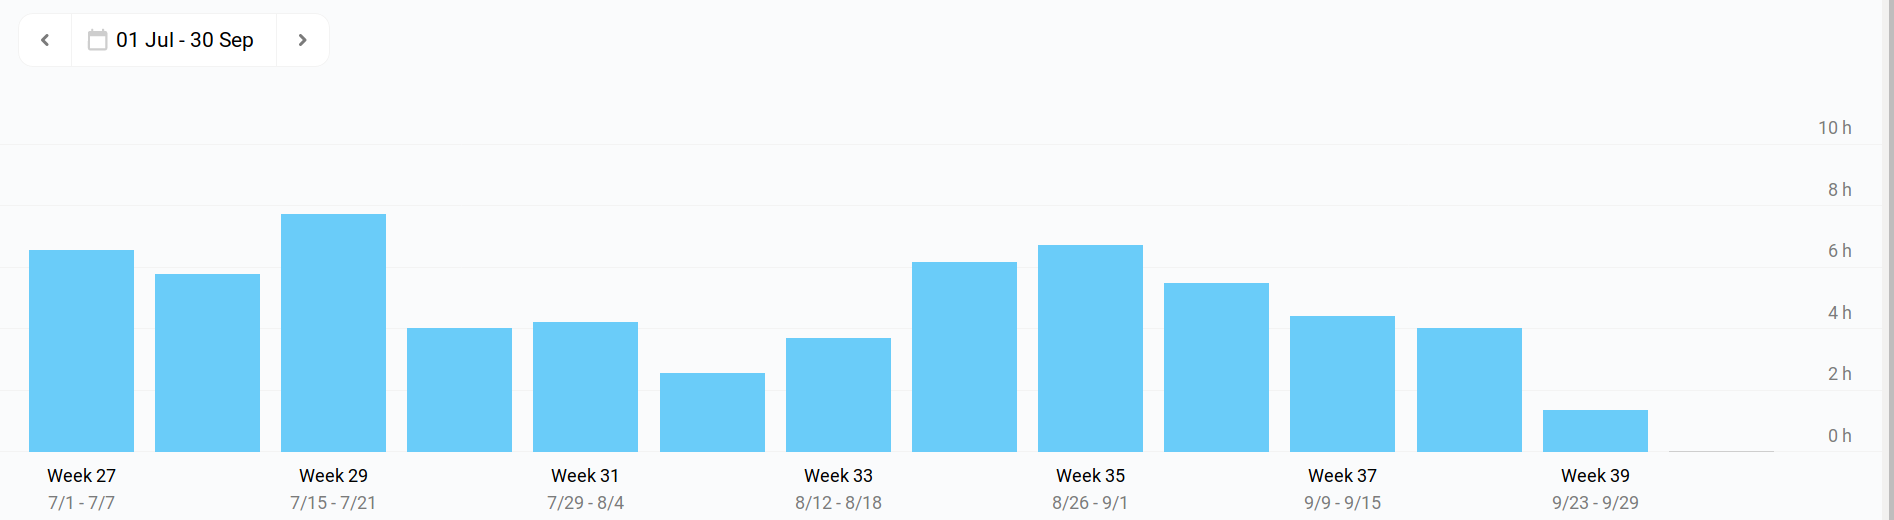 01 Jul - 30 Sep
10 h
8 h
6 h
4 h
2 h
0 h
Week 27
7/1 - 7/7
Week 29
7/15 - 7/21
Week 31
7/29 - 8/4
Week 33
8/12 - 8/18
Week 35
8/26 - 9/1
Week 37
9/9 - 9/15
Week 39
9/23 - 9/29